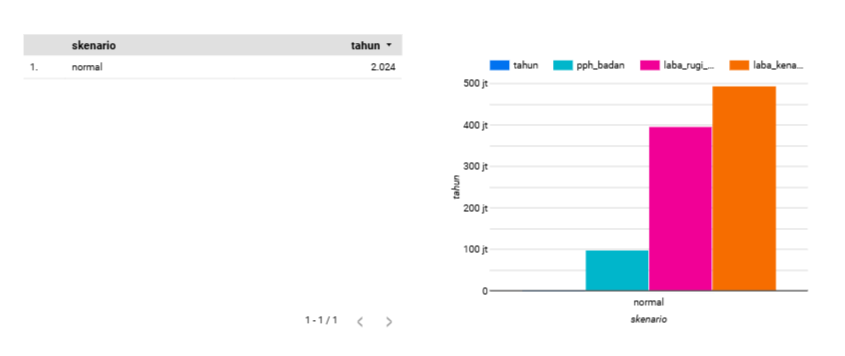 skenario tahun
1. normal 2.024
1 - 1 / 1
tahun pph_badan laba_rugi_... laba_kena...
500 jt
400 jt
300 jt
200 jt
100 jt
0
tahun
normal
skenario